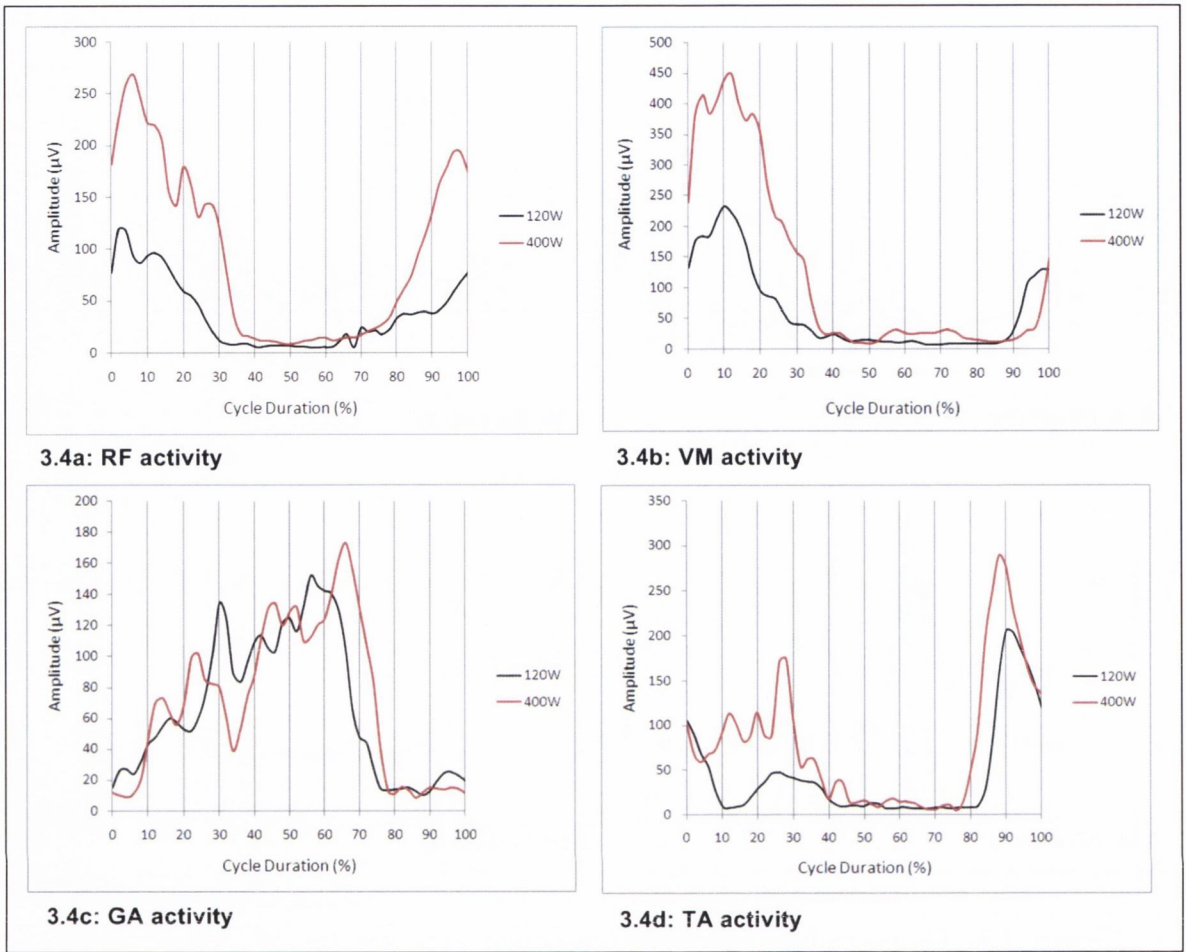 300
250
200
150
100
50
0
Amplitude (µV)
0 10 20 30 40 50 60 70 80 90 100
Cycle Duration (%)
120W
400W
3.4a: RF activity
500
450
400
350
300
250
200
150
100
50
0
Amplitude (µV)
0 10 20 30 40 50 60 70 80 90 100
Cycle Duration (%)
120W
400W
3.4b: VM activity
200
180
160
140
120
100
80
60
40
20
0
Amplitude (µV)
0 10 20 30 40 50 60 70 80 90 100
Cycle Duration (%)
120W
400W
3.4c: GA activity
350
300
250
200
150
100
50
0
Amplitude (µV)
0 10 20 30 40 50 60 70 80 90 100
Cycle Duration (%)
120W
400W
3.4d: TA activity